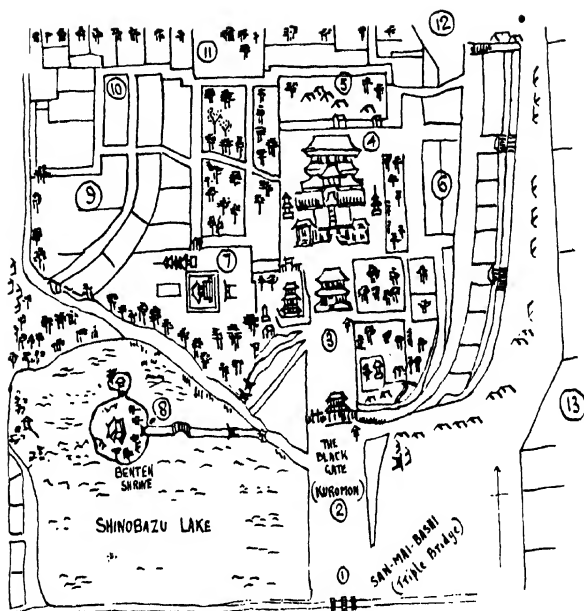 12
11
5
10
4
9
6
7
3
13
8
BENTEN
SHRINE
THE
BLACK
GATE
(KUROMON)
2
SHINOBAZU LAKE
SAN-MAI-BASHI
(Triple Bridge)
1